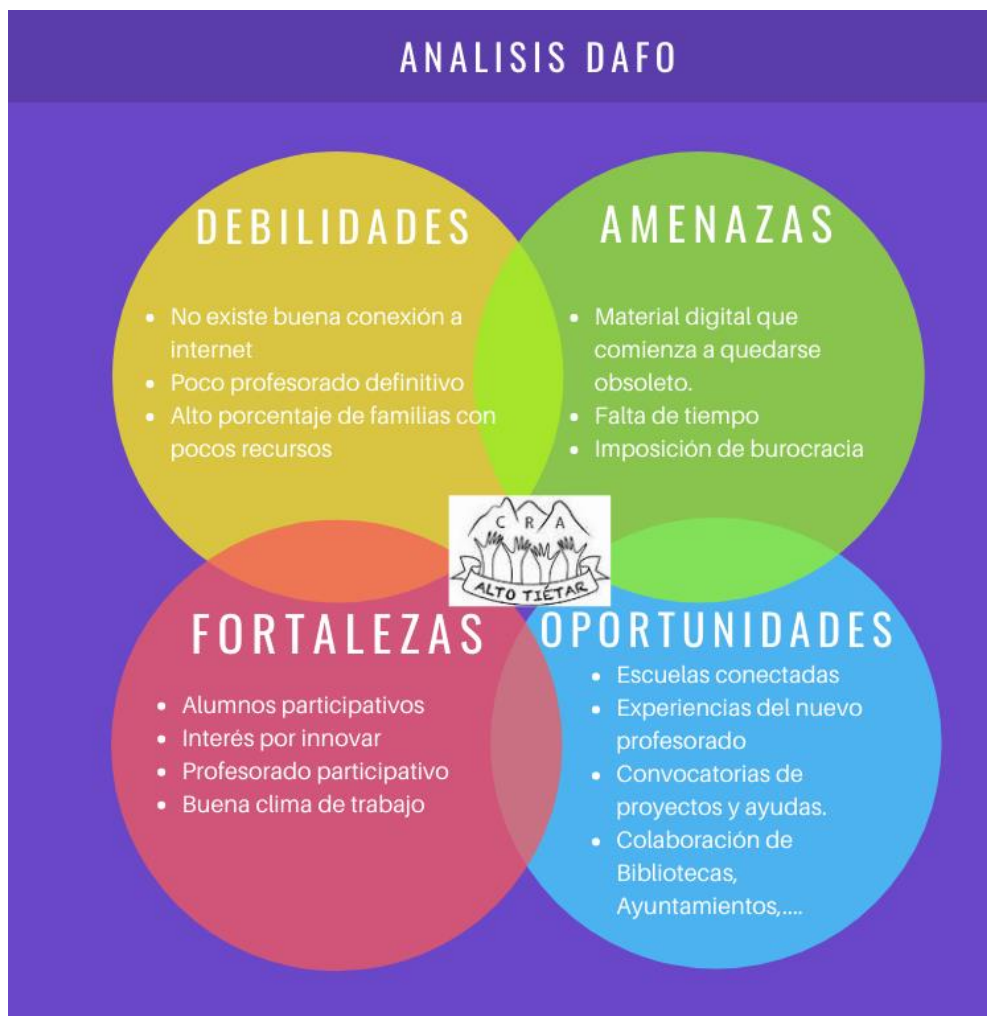 ANALISIS DAFO
DEBILIDADES
• No existe buena conexión a
internet
• Poco profesorado definitivo
• Alto porcentaje de familias con
pocos recursos
AMENAZAS
• Material digital que
comienza a quedarse
obsoleto.
• Falta de tiempo
• Imposición de burocracia
C R A
ALTO TIÉTAR
FORTALEZAS
• Alumnos participativos
• Interés por innovar
• Profesorado participativo
• Buena clima de trabajo
OPORTUNIDADES
• Escuelas conectadas
• Experiencias del nuevo
profesorado
• Convocatorias de
proyectos y ayudas.
• Colaboración de
Bibliotecas,
Ayuntamientos,....